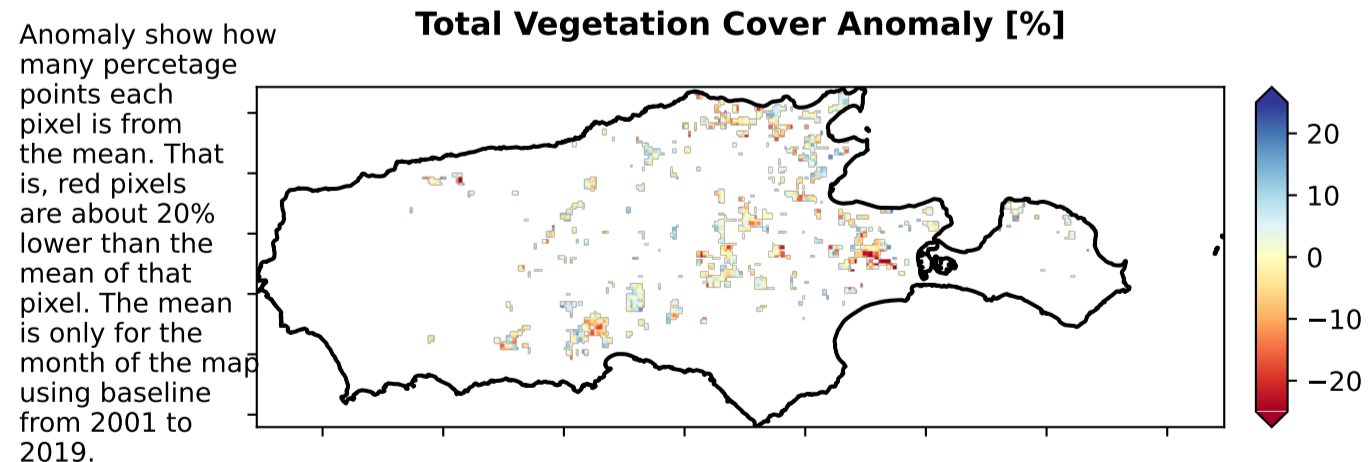 Total Vegetation Cover Anomaly [%]
Anomaly show how
many percetage
points each
pixel is from
the mean. That
is, red pixels
are about 20%
lower than the
mean of that
pixel. The mean
is only for the
month of the map
using baseline
from 2001 to
2019.
20
10
0
−10
−20